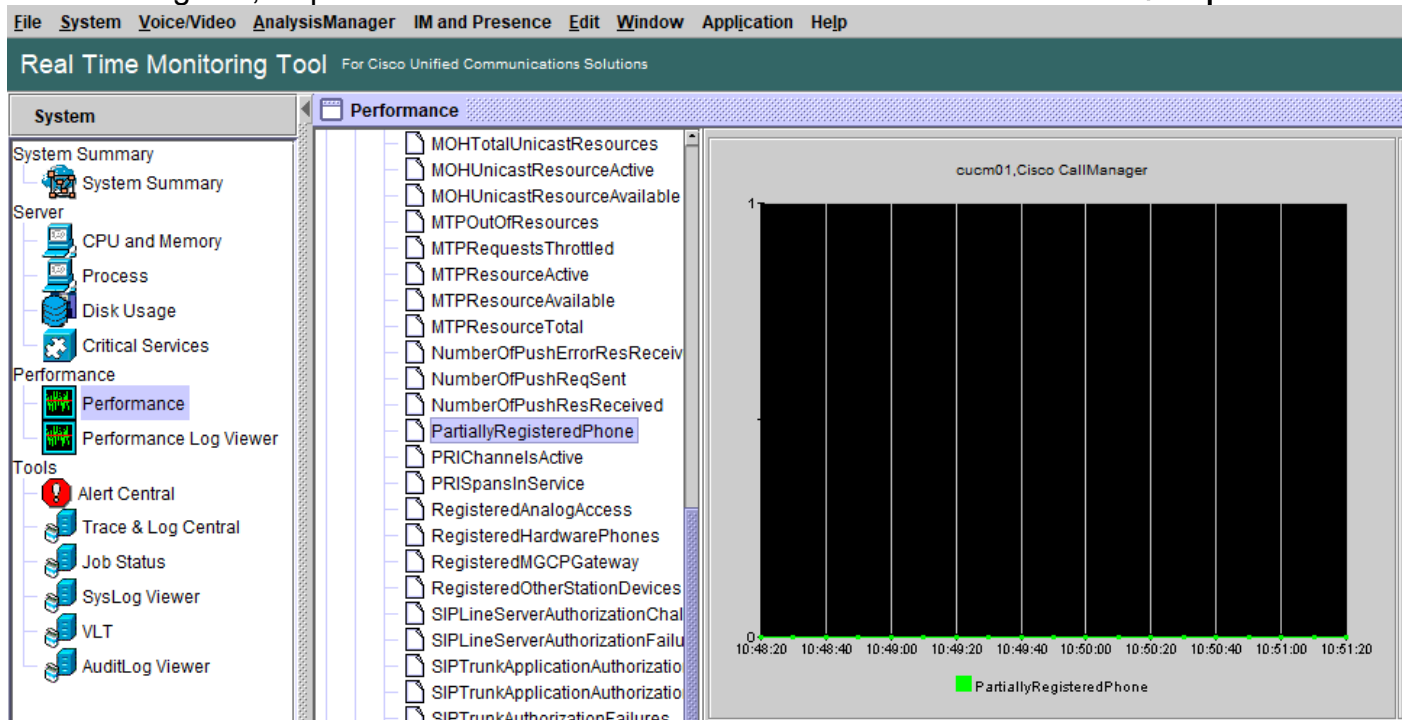 File System Voice/Video AnalysisManager IM and Presence Edit Window Application Help
Real Time Monitoring Tool For Cisco Unified Communications Solutions
System
System Summary
System Summary
Server
CPU and Memory
Process
Disk Usage
Critical Services
Performance
Performance
Performance Log Viewer
Tools
Alert Central
Trace & Log Central
Job Status
SysLog Viewer
VLT
AuditLog Viewer
Performance
MOHTotalUnicastResources
MOHUnicastResourceActive
MOHUnicastResourceAvailable
MTPOutOfResources
MTPRequestsThrottled
MTPResourceActive
MTPResourceAvailable
MTPResourceTotal
NumberOfPushErrorResReceiv
NumberOfPushReqSent
NumberOfPushResReceived
PartiallyRegisteredPhone
PRIChannelsActive
PRISpansInService
RegisteredAnalogAccess
RegisteredHardwarePhones
RegisteredMGCPGateway
RegisteredOtherStationDevices
SIPLineServerAuthorizationChal
SIPLineServerAuthorizationFailu
SIPTrunkApplicationAuthorizatio
SIPTrunkApplicationAuthorizatio
SIPTrunkAuthorizationFailures
cucm01,Cisco CallManager
1
0
10:48:20 10:48:40 10:49:00 10:49:20 10:49:40 10:50:00 10:50:20 10:50:40 10:51:00 10:51:20
PartiallyRegisteredPhone